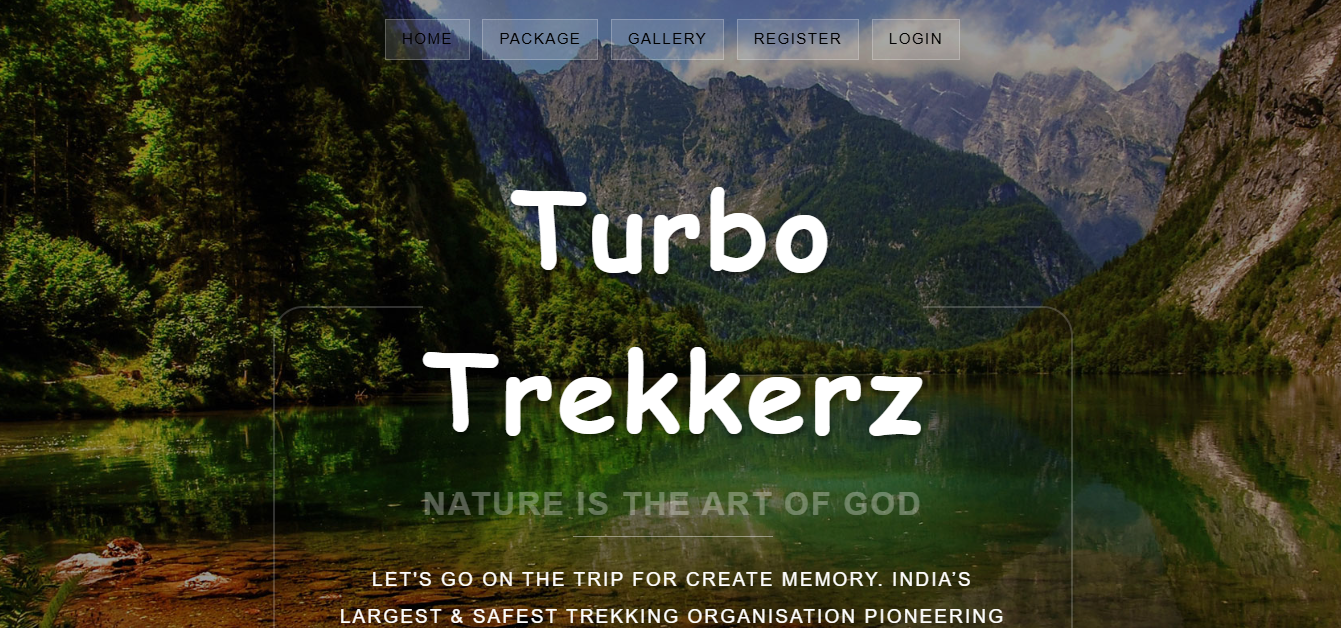 HOME PACKAGE GALLERY REGISTER LOGIN
Turbo
Trekkerz
NATURE IS THE ART OF GOD
LET'S GO ON THE TRIP FOR CREATE MEMORY. INDIA’S
LARGEST & SAFEST TREKKING ORGANISATION PIONEERING